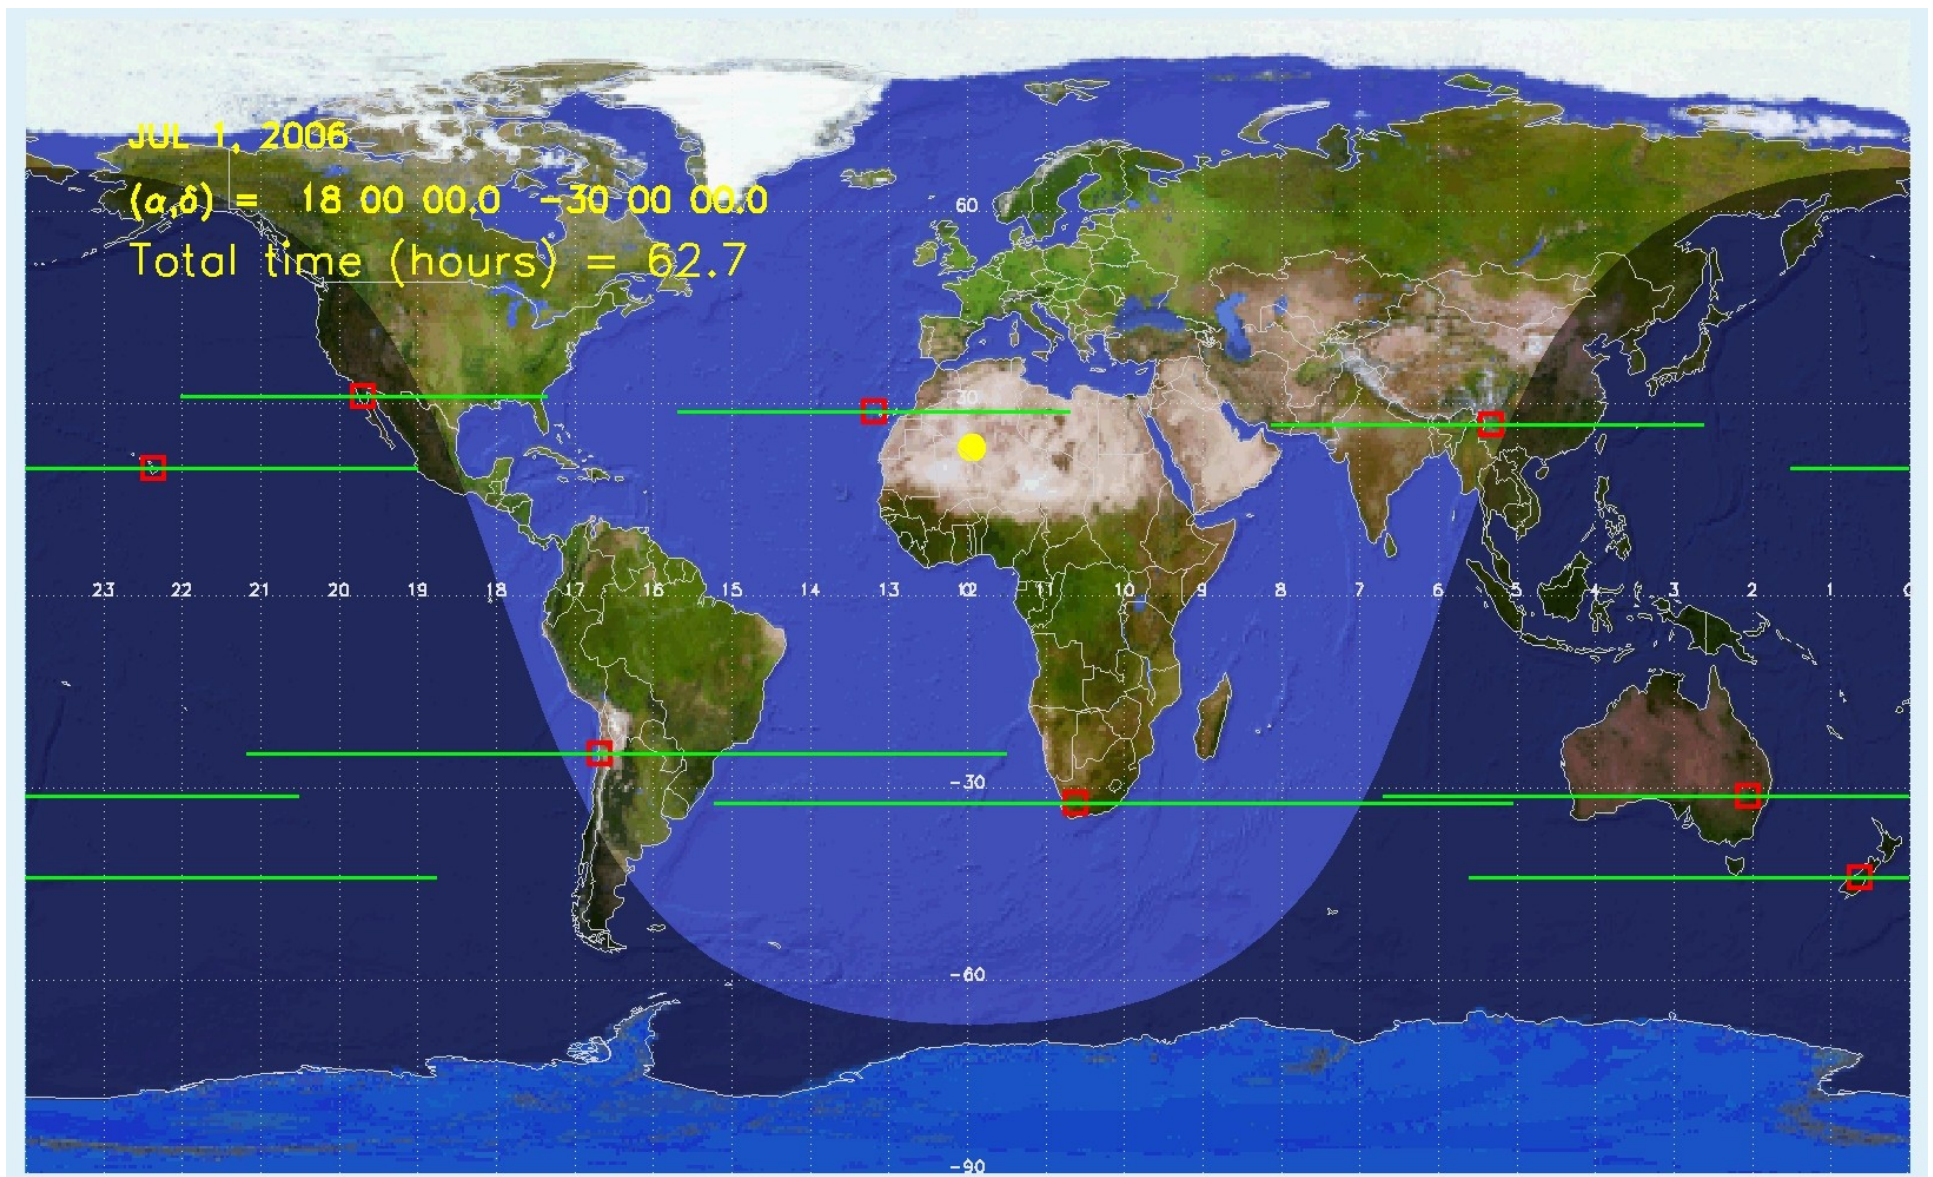 90
JUL 1, 2006
(α,δ) = 18 00 00.0 -30 00 00.0
60
Total time (hours) = 62.7
30
23 22 21 20 19 18 17 16 15 14 13 12 11 10 9 8 7 6 5 4 3 2 1 0
-30
-60
-90